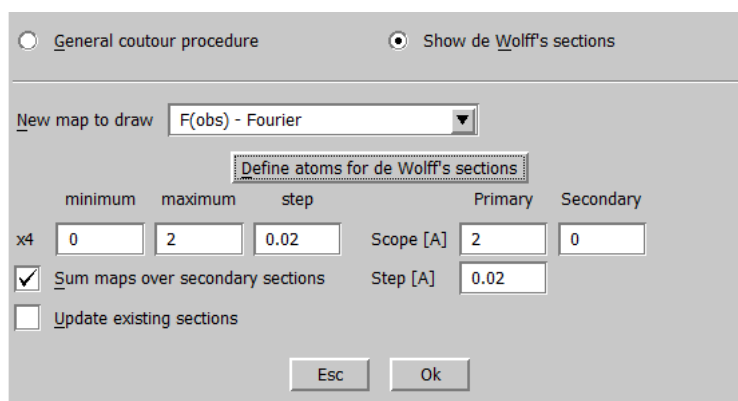 General coutour procedure Show de Wolff's sections
New map to draw F(obs) - Fourier
Define atoms for de Wolff's sections
minimum maximum step Primary Secondary
x4 0 2 0.02 Scope [A] 2 0
Sum maps over secondary sections Step [A] 0.02
Update existing sections
Esc Ok